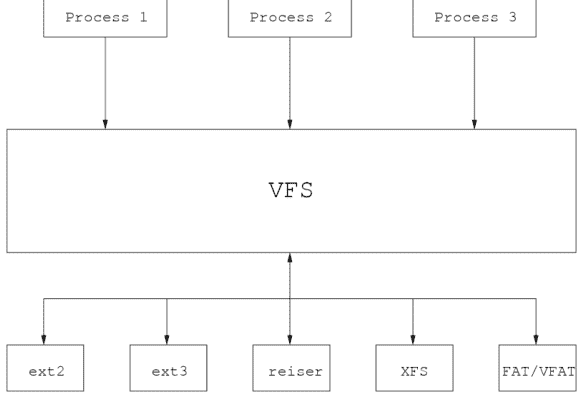 Process 1
Process 2
Process 3
VFS
ext2
ext3
reiser
XFS
FAT/VFAT